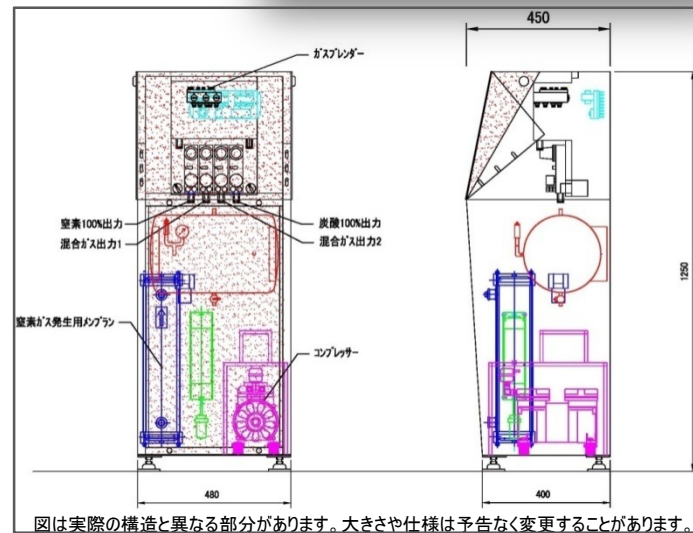 450
ガスブレンダー
窒素100%出力
炭酸100%出力
混合ガス出力1
混合ガス出力2
1250
窒素ガス発生用メンブラン
コンプレッサー
480
400
図は実際の構造と異なる部分があります。大きさや仕様は予告なく変更することがあります。